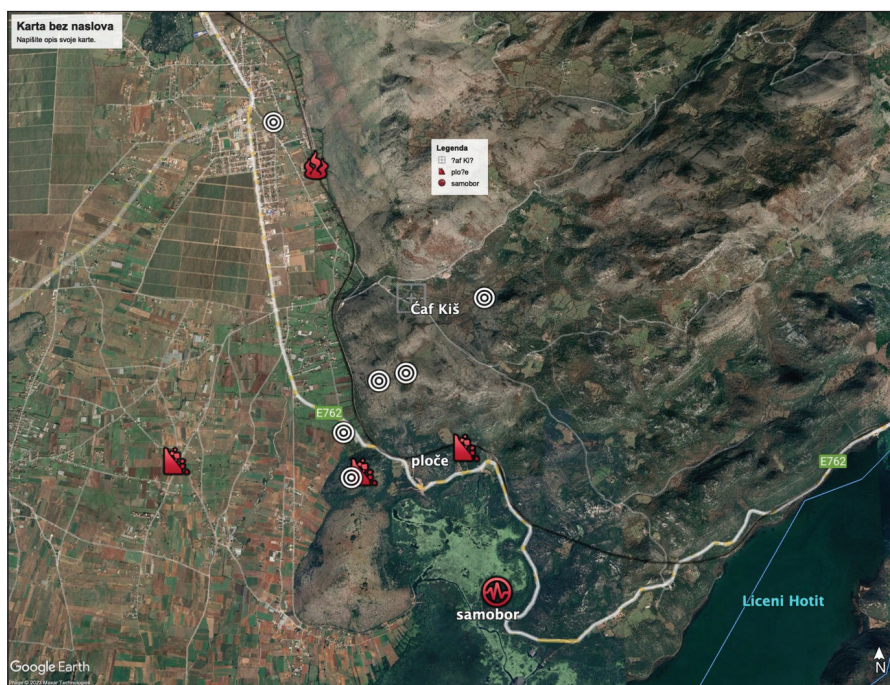 Karta bez naslova
Napišite opis svoje karte.
Legenda
?af Ki?
plo?e
samobor
Ćaf Kiš
E762
ploče
E762
samobor
Liceni Hotit
Google Earth
N